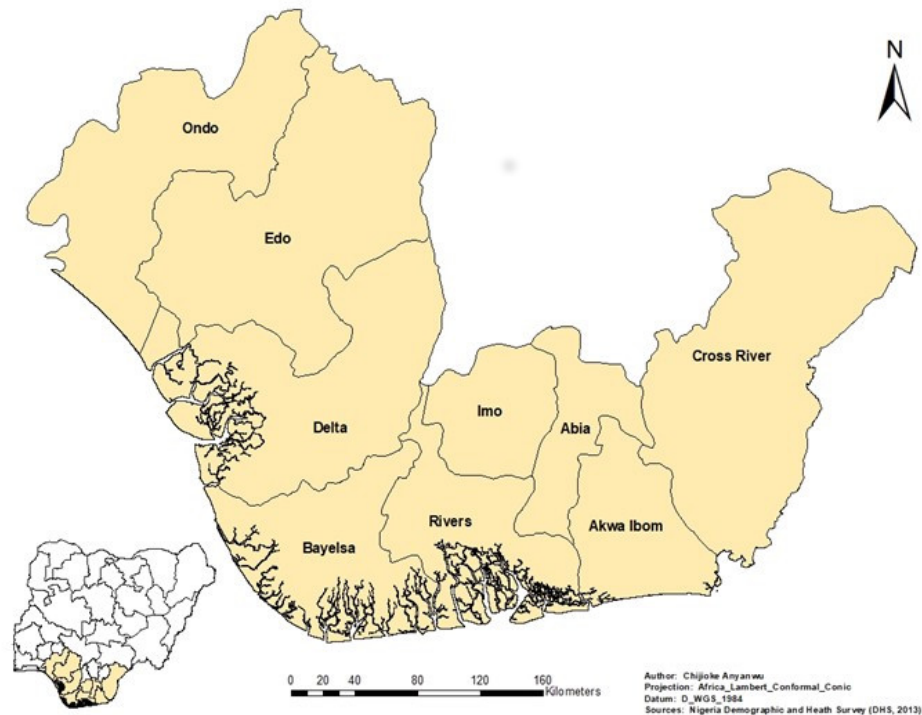 N
Ondo
Edo
Cross River
Imo
Abia
Delta
Rivers
Akwa Ibom
Bayelsa
0 20 40 80 120 160
Kilometers
Author: Chijioke Anyanwu
Projection: Africa_Lambert_Conformal_Conic
Datum: D_WGS_1984
Sources: Nigeria Demographic and Heath Survey (DHS, 2013)